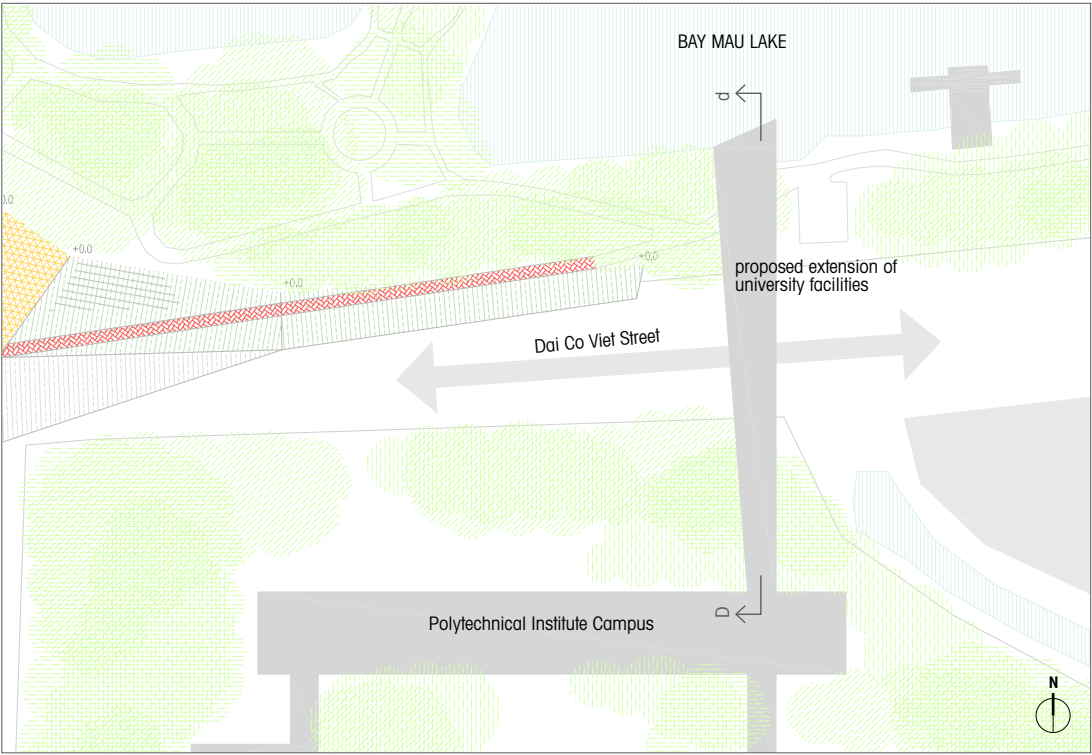 BAY MAU LAKE
d
+0.0
+0.0
+0.0
proposed extension of
university facilities
Dai Co Viet Street
+0.0
Polytechnical Institute Campus
D
N